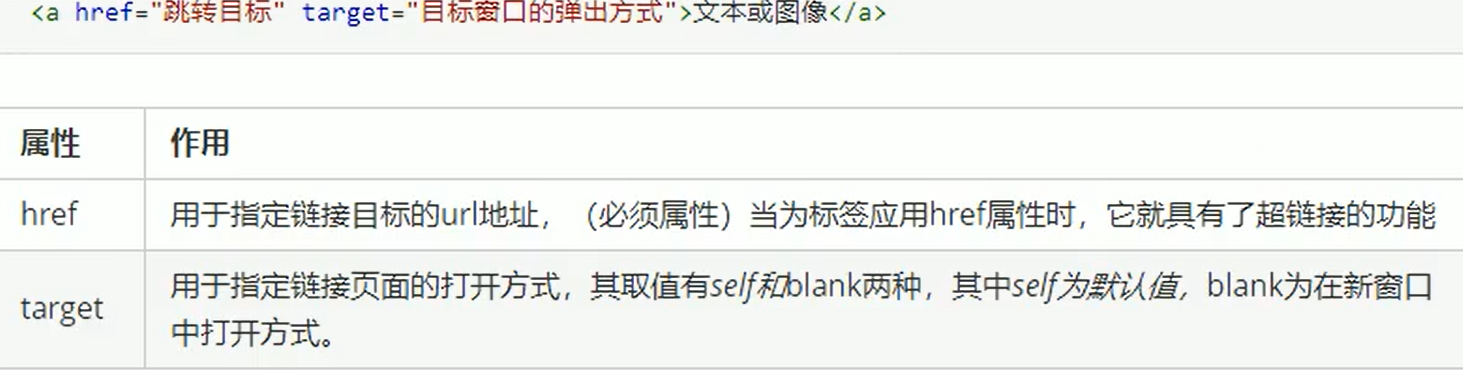 <a href="跳转目标" target="目标窗口的弹出方式">文本或图像</a>
属性 作用
href 用于指定链接目标的url地址，（必须属性）当为标签应用href属性时，它就具有了超链接的功能
target 用于指定链接页面的打开方式，其取值有self和blank两种，其中self为默认值，blank为在新窗口
中打开方式。